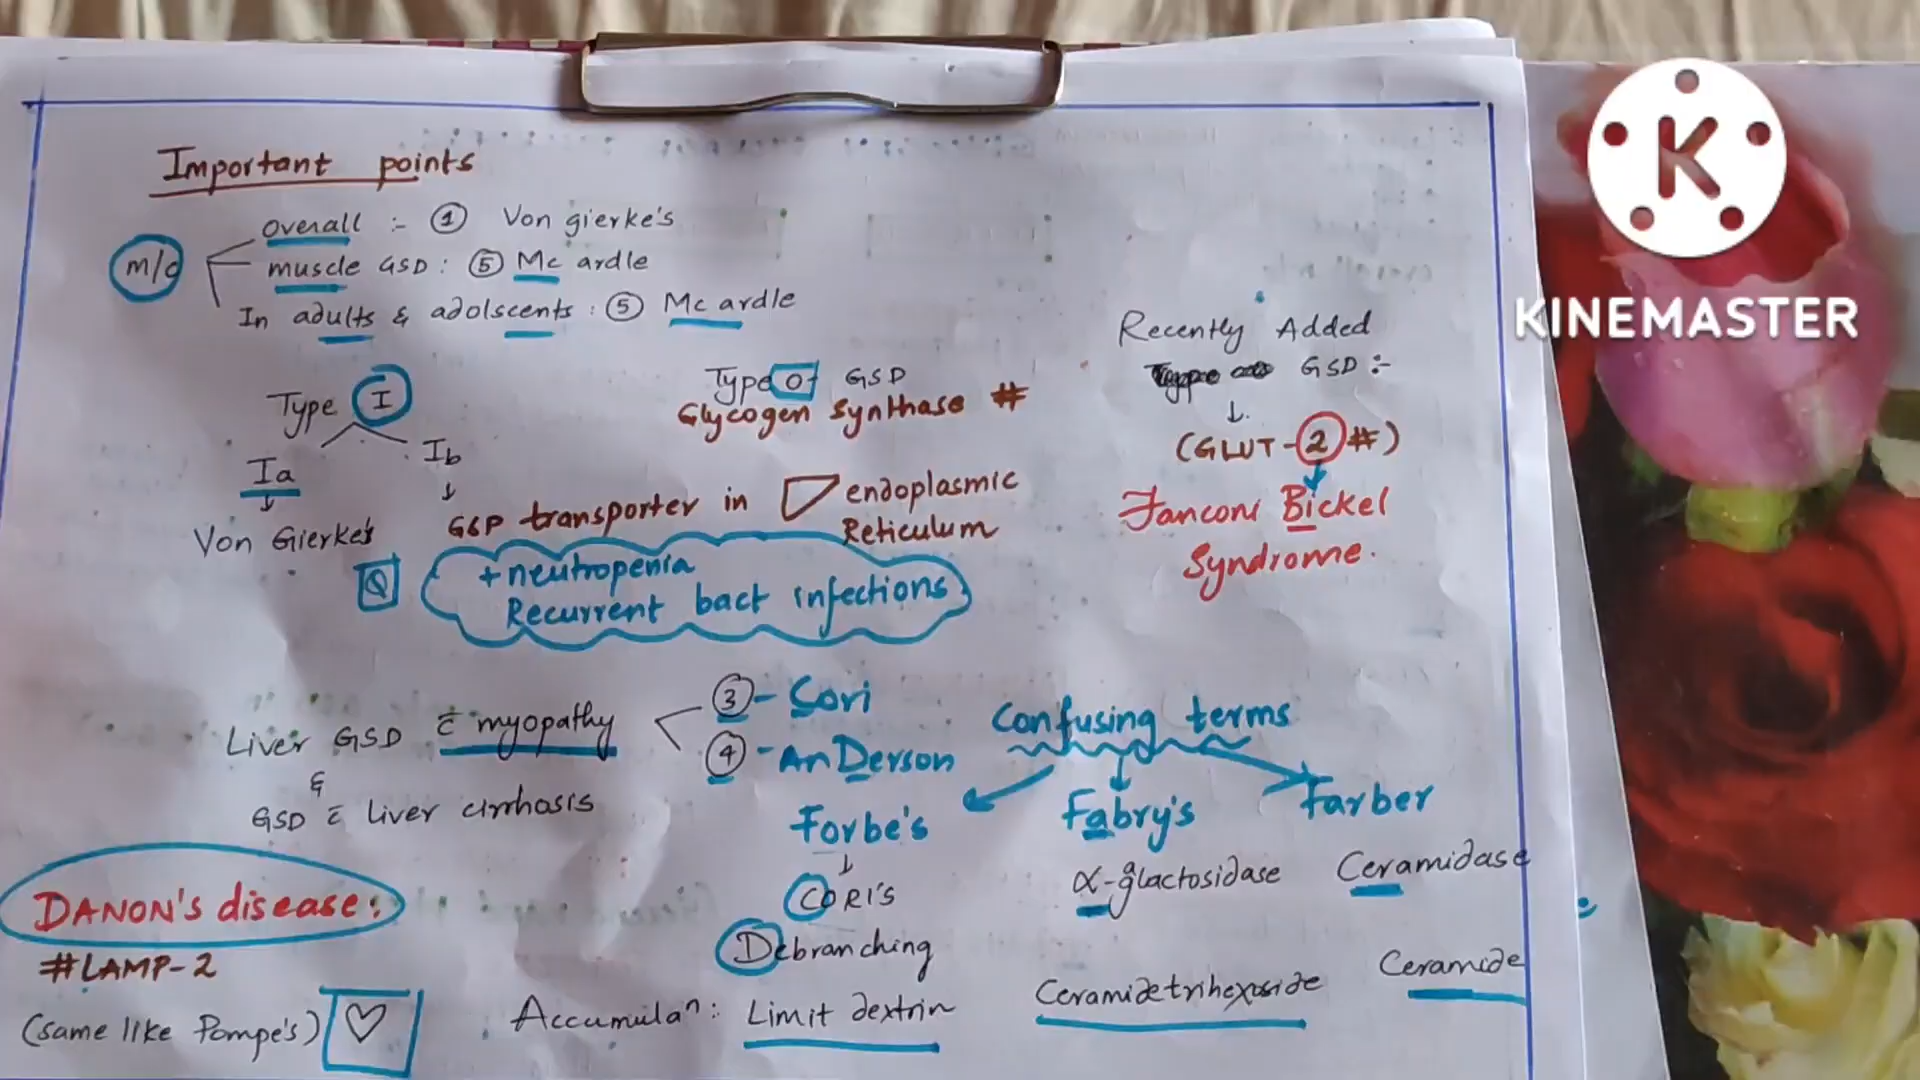 Important points
m/c
Overall :- ① Von gierke's
muscle GSD : ⑤ Mc ardle
In adults & adolscents : ⑤ Mc ardle
Type I
Ia
Von Gierke's
Ib
G6P transporter in endoplasmic
Reticulum
Q
+ neutropenia
Recurrent bact infections
Type 0 GSD
Glycogen Synthase #
Recently Added
GSD :-
(GLUT-2 #)
Fanconi Bickel
Syndrome.
Liver GSD c̄ myopathy
&
GSD c̄ liver cirrhosis
③ - Cori
④ - AnDerson
Confusing terms
Forbe's
CORI'S
Debranching
Fabry's
α-glactosidase
Farber
Ceramidase
Accumulaⁿ : Limit dextrin
Ceramidetrihexoside
Ceramide
DANON's disease :
#LAMP-2
(same like Pompe's) ♡
K
KINEMASTER